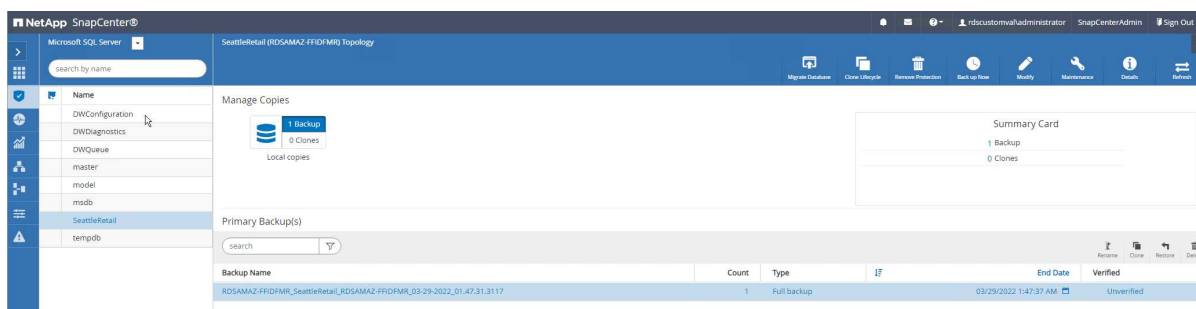 NetApp SnapCenter®
rdscustomval\administrator SnapCenterAdmin Sign Out
Microsoft SQL Server
SeattleRetail (RDSAMAZ-FFIDFMR) Topology
search by name
Migrate Database Clone Lifecycle Remove Protection Back up Now Modify Maintenance Details Refresh
Name
DWConfiguration
DWDiagnostics
DWQueue
master
model
msdb
SeattleRetail
tempdb
Manage Copies
1 Backup
0 Clones
Local copies
Summary Card
1 Backup
0 Clones
Primary Backup(s)
search
Rename Clone Restore Del
Backup Name Count Type End Date Verified
RDSAMAZ-FFIDFMR_SeattleRetail_RDSAMAZ-FFIDFMR_03-29-2022_01.47.31.3117 1 Full backup 03/29/2022 1:47:37 AM Unverified